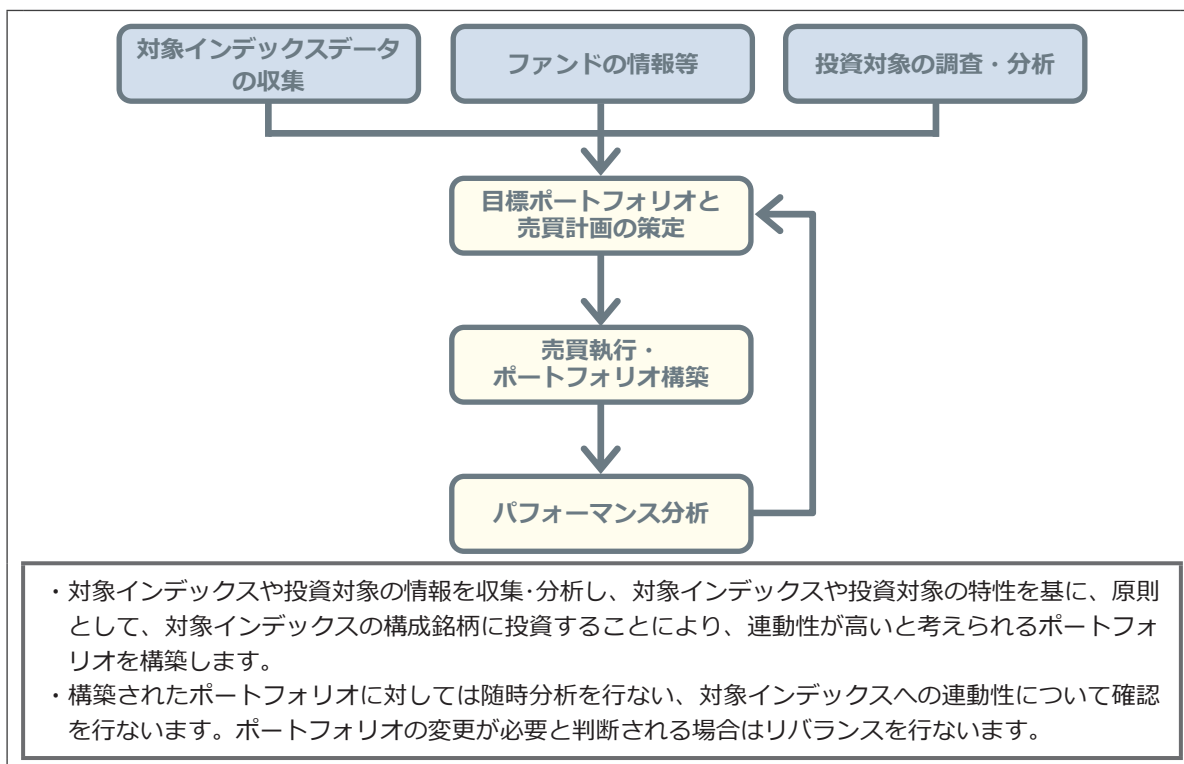 対象インデックスデータ
の収集
ファンドの情報等
投資対象の調査・分析
目標ポートフォリオと
売買計画の策定
売買執行・
ポートフォリオ構築
パフォーマンス分析
・対象インデックスや投資対象の情報を収集・分析し、対象インデックスや投資対象の特性を基に、原則
として、対象インデックスの構成銘柄に投資することにより、連動性が高いと考えられるポートフォ
リオを構築します。
・構築されたポートフォリオに対しては随時分析を行ない、対象インデックスへの連動性について確認
を行ないます。ポートフォリオの変更が必要と判断される場合はリバランスを行ないます。